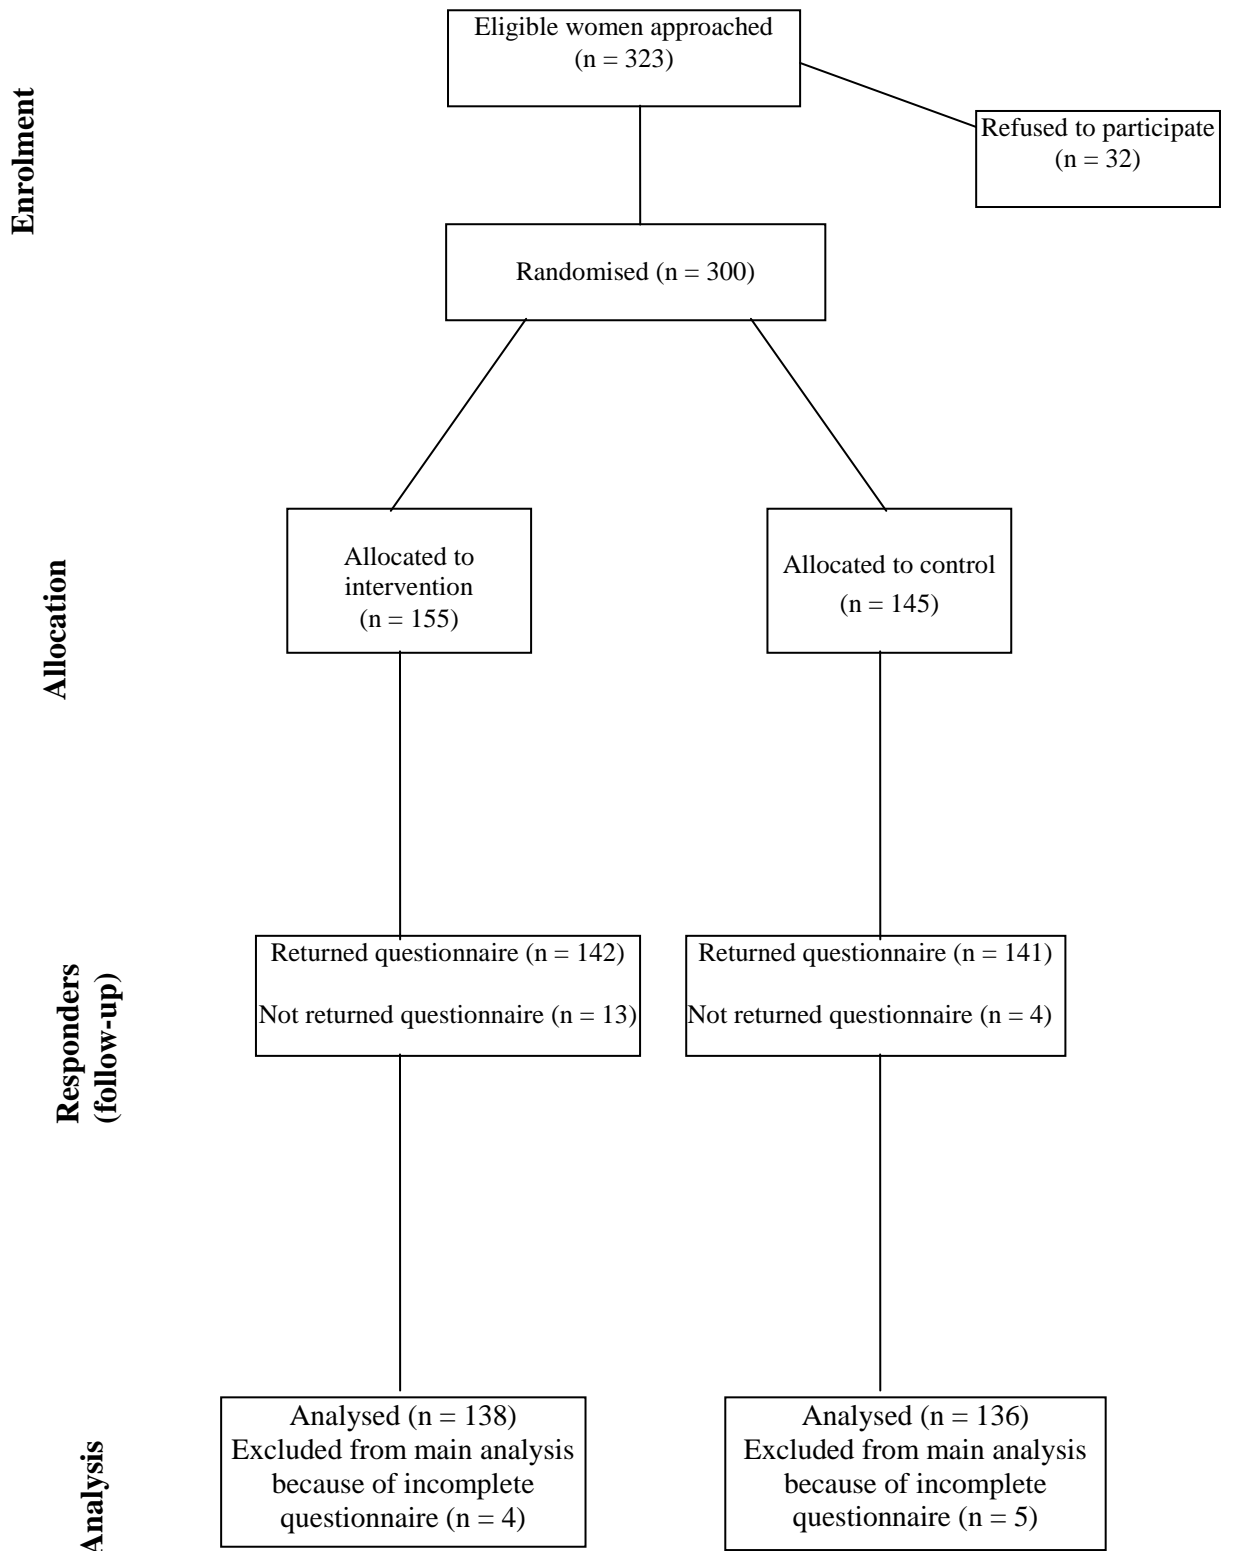 Enrolment
Eligible women approached
(n = 323)
Refused to participate
(n = 32)
Randomised (n = 300)
Allocation
Allocated to
intervention
(n = 155)
Allocated to control
(n = 145)
Responders
(follow-up)
Returned questionnaire (n = 142)
Not returned questionnaire (n = 13)
Returned questionnaire (n = 141)
Not returned questionnaire (n = 4)
Analysis
Analysed (n = 138)
Excluded from main analysis
because of incomplete
questionnaire (n = 4)
Analysed (n = 136)
Excluded from main analysis
because of incomplete
questionnaire (n = 5)